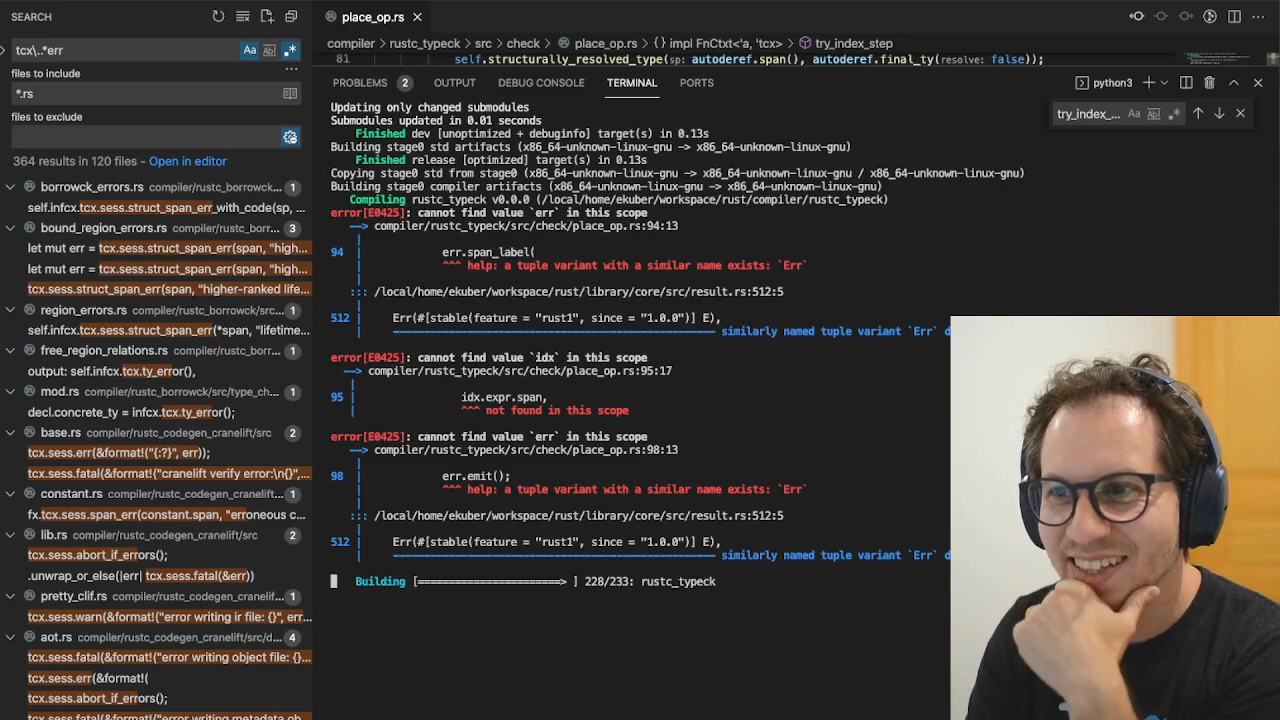 SEARCH
tcx\..*err
Aa
Ab
files to include
*.rs
files to exclude
364 results in 120 files - Open in editor
borrowck_errors.rs compiler/rustc_borrowck... 1
self.infcx.tcx.sess.struct_span_err_with_code(sp, ...
bound_region_errors.rs compiler/rustc_borr... 3
let mut err = tcx.sess.struct_span_err(span, "high...
let mut err = tcx.sess.struct_span_err(span, "high...
tcx.sess.struct_span_err(span, "higher-ranked life...
region_errors.rs compiler/rustc_borrowck/src... 1
self.infcx.tcx.sess.struct_span_err(*span, "lifetim...
free_region_relations.rs compiler/rustc_bor... 1
output: self.infcx.tcx.ty_error(),
mod.rs compiler/rustc_borrowck/src/type_ch... 1
decl.concrete_ty = infcx.tcx.ty_error();
base.rs compiler/rustc_codegen_cranelift/src 2
tcx.sess.err(&format!("{:?}", err));
tcx.sess.fatal(&format!("cranelift verify error:\n{}",...
constant.rs compiler/rustc_codegen_cranelift... 1
fx.tcx.sess.span_err(constant.span, "erroneous c...
lib.rs compiler/rustc_codegen_cranelift/src 2
tcx.sess.abort_if_errors();
.unwrap_or_else(|err| tcx.sess.fatal(&err))
pretty_clif.rs compiler/rustc_codegen_cranelif... 1
tcx.sess.warn(&format!("error writing ir file: {}", err...
aot.rs compiler/rustc_codegen_cranelift/src/d... 4
tcx.sess.fatal(&format!("error writing object file: {}...
tcx.sess.err(&format!(
tcx.sess.abort_if_errors();
tcx.sess.fatal(&format!("error writing metadata ob...
place_op.rs
compiler > rustc_typeck > src > check > place_op.rs > {} impl FnCtxt<'a, 'tcx> > try_index_step
81 self.structurally_resolved_type(sp: autoderef.span(), autoderef.final_ty(resolve: false));
PROBLEMS 2 OUTPUT DEBUG CONSOLE TERMINAL PORTS
python3
try_index_... Aa Ab
Updating only changed submodules
Submodules updated in 0.01 seconds
Finished dev [unoptimized + debuginfo] target(s) in 0.13s
Building stage0 std artifacts (x86_64-unknown-linux-gnu -> x86_64-unknown-linux-gnu)
Finished release [optimized] target(s) in 0.13s
Copying stage0 std from stage0 (x86_64-unknown-linux-gnu -> x86_64-unknown-linux-gnu / x86_64-unknown-linux-gnu)
Building stage0 compiler artifacts (x86_64-unknown-linux-gnu -> x86_64-unknown-linux-gnu)
Compiling rustc_typeck v0.0.0 (/local/home/ekuber/workspace/rust/compiler/rustc_typeck)
error[E0425]: cannot find value `err` in this scope
--> compiler/rustc_typeck/src/check/place_op.rs:94:13
|
94 | err.span_label(
| ^^^ help: a tuple variant with a similar name exists: `Err`
|
::: /local/home/ekuber/workspace/rust/library/core/src/result.rs:512:5
|
512 | Err(#[stable(feature = "rust1", since = "1.0.0")] E),
| ---------------------------------------------------- similarly named tuple variant `Err` d
error[E0425]: cannot find value `idx` in this scope
--> compiler/rustc_typeck/src/check/place_op.rs:95:17
|
95 | idx.expr.span,
| ^^^ not found in this scope
error[E0425]: cannot find value `err` in this scope
--> compiler/rustc_typeck/src/check/place_op.rs:98:13
|
98 | err.emit();
| ^^^ help: a tuple variant with a similar name exists: `Err`
|
::: /local/home/ekuber/workspace/rust/library/core/src/result.rs:512:5
|
512 | Err(#[stable(feature = "rust1", since = "1.0.0")] E),
| ---------------------------------------------------- similarly named tuple variant `Err` d
Building [=========================> ] 228/233: rustc_typeck